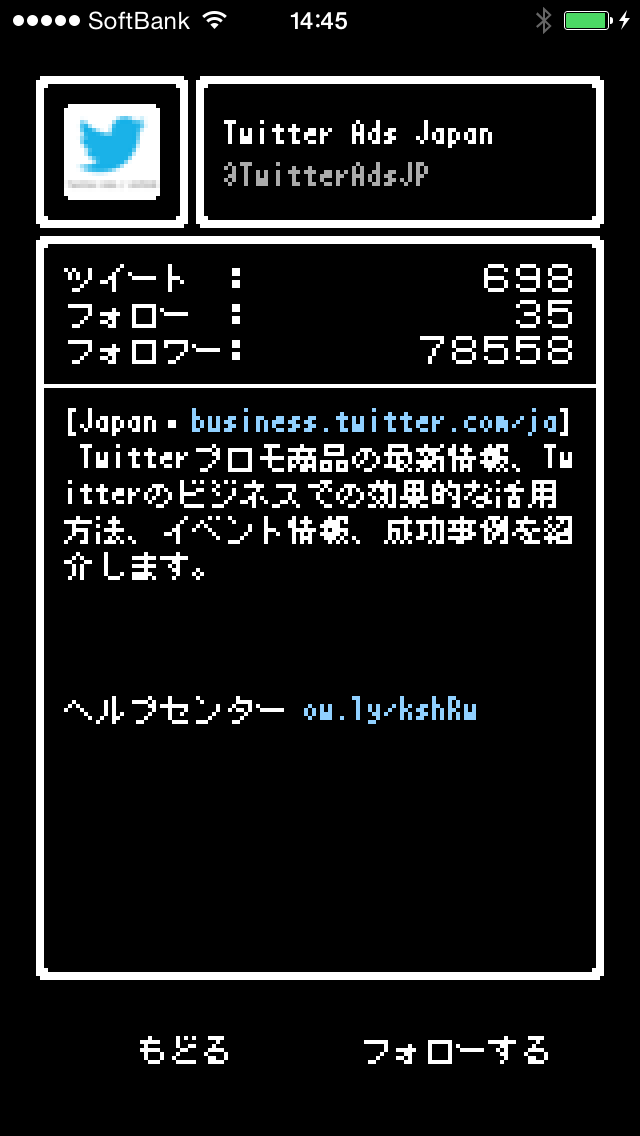 SoftBank 14:45
Twitter Ads Japan
@TwitterAdsJP
ツイート : 698
フォロー : 35
フォロワー: 78558
[Japan • business.twitter.com/ja]
Twitterプロモ商品の最新情報、Tw
itterのビジネスでの効果的な活用
方法、イベント情報、成功事例を紹
介します。
ヘルプセンター ow.ly/kshRw
もどる フォローする